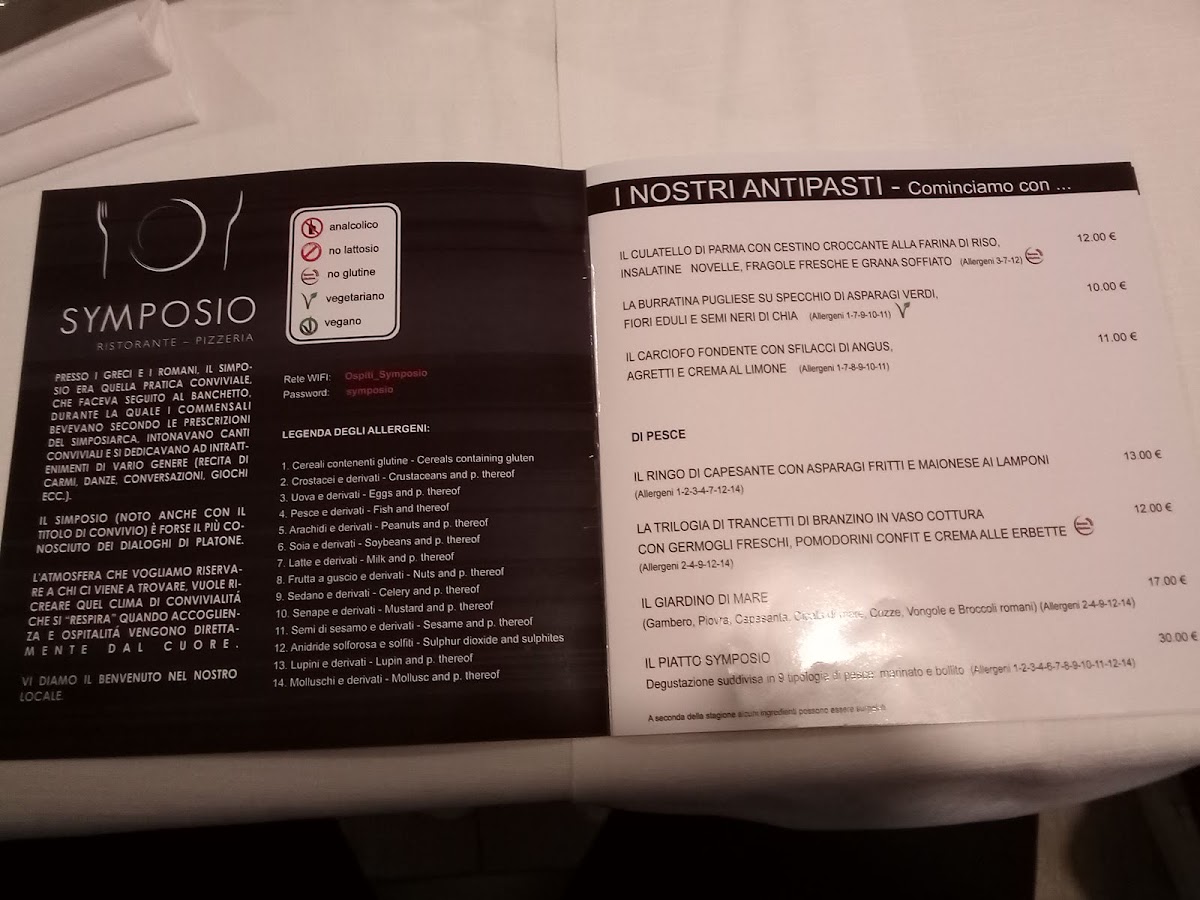 SYMPOSIO
RISTORANTE – PIZZERIA
PRESSO I GRECI E I ROMANI, IL SIMPO-
SIO ERA QUELLA PRATICA CONVIVIALE,
CHE FACEVA SEGUITO AL BANCHETTO,
DURANTE LA QUALE I COMMENSALI
BEVEVANO SECONDO LE PRESCRIZIONI
DEL SIMPOSIARCA, INTONAVANO CANTI
CONVIVIALI E SI DEDICAVANO AD INTRATT-
ENIMENTI DI VARIO GENERE (RECITA DI
CARMI, DANZE, CONVERSAZIONI, GIOCHI
ECC.).
IL SIMPOSIO (NOTO ANCHE CON IL
TITOLO DI CONVIVIO) È FORSE IL PIÙ CO-
NOSCIUTO DEI DIALOGHI DI PLATONE.
L'ATMOSFERA CHE VOGLIAMO RISERVA-
RE A CHI CI VIENE A TROVARE, VUOLE RI-
CREARE QUEL CLIMA DI CONVIVIALITÁ
CHE SI “RESPIRA” QUANDO ACCOGLIEN-
ZA E OSPITALITÁ VENGONO DIRETTA-
MENTE DAL CUORE.
VI DIAMO IL BENVENUTO NEL NOSTRO
LOCALE
analcolico
no lattosio
no glutine
vegetariano
vegano
Rete WIFI: Ospiti_Symposio
Password: symposio
LEGENDA DEGLI ALLERGENI:
1. Cereali contenenti glutine - Cereals containing gluten
2. Crostacei e derivati - Crustaceans and p. thereof
3. Uova e derivati - Eggs and p. thereof
4. Pesce e derivati - Fish and thereof
5. Arachidi e derivati - Peanuts and p. thereof
6. Soia e derivati - Soybeans and p. thereof
7. Latte e derivati - Milk and p. thereof
8. Frutta a guscio e derivati - Nuts and p. thereof
9. Sedano e derivati - Celery and p. thereof
10. Senape e derivati - Mustard and p. thereof
11. Semi di sesamo e derivati - Sesame and p. thereof
12. Anidride solforosa e solfiti - Sulphur dioxide and sulphites
13. Lupini e derivati - Lupin and p. thereof
14. Molluschi e derivati - Mollusc and p. thereof
I NOSTRI ANTIPASTI - Cominciamo con ...
IL CULATELLO DI PARMA CON CESTINO CROCCANTE ALLA FARINA DI RISO, 12.00 €
INSALATINE NOVELLE, FRAGOLE FRESCHE E GRANA SOFFIATO (Allergeni 3-7-12)
LA BURRATINA PUGLIESE SU SPECCHIO DI ASPARAGI VERDI, 10.00 €
FIORI EDULI E SEMI NERI DI CHIA (Allergeni 1-7-9-10-11)
IL CARCIOFO FONDENTE CON SFILACCI DI ANGUS, 11.00 €
AGRETTI E CREMA AL LIMONE (Allergeni 1-7-8-9-10-11)
DI PESCE
IL RINGO DI CAPESANTE CON ASPARAGI FRITTI E MAIONESE AI LAMPONI 13.00 €
(Allergeni 1-2-3-4-7-12-14)
LA TRILOGIA DI TRANCETTI DI BRANZINO IN VASO COTTURA 12.00 €
CON GERMOGLI FRESCHI, POMODORINI CONFIT E CREMA ALLE ERBETTE
(Allergeni 2-4-9-12-14)
IL GIARDINO DI MARE 17.00 €
(Gambero, Piovra, Capasanta, Cicala di mare, Cuzze, Vongole e Broccoli romani) (Allergeni 2-4-9-12-14)
IL PIATTO SYMPOSIO 30.00 €
Degustazione suddivisa in 9 tipologie di pesce: marinato e bollito (Allergeni 1-2-3-4-6-7-8-9-10-11-12-14)
A seconda della stagione alcuni ingredienti possono essere